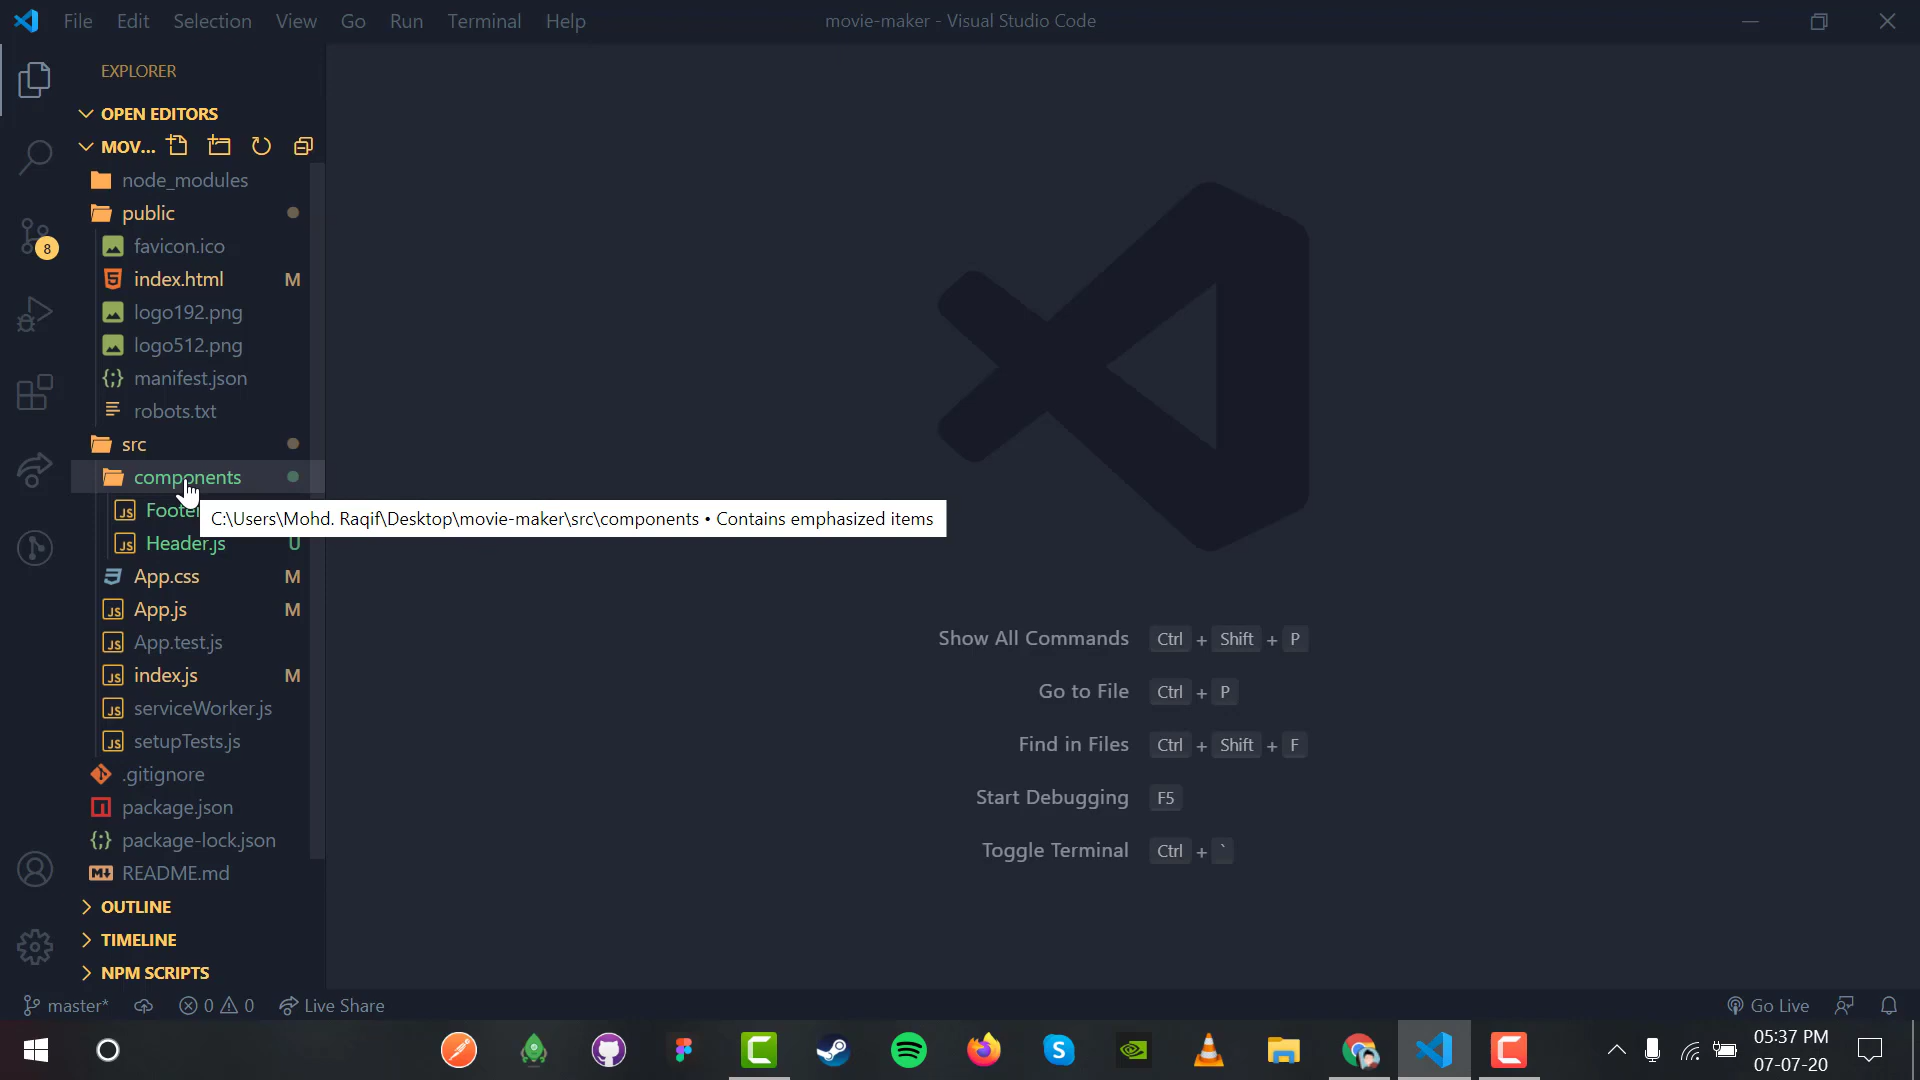 File Edit Selection View Go Run Terminal Help
movie-maker - Visual Studio Code
EXPLORER
OPEN EDITORS
MOV...
node_modules
public
favicon.ico
index.html M
logo192.png
logo512.png
manifest.json
robots.txt
src
components
Foote
C:\Users\Mohd. Raqif\Desktop\movie-maker\src\components • Contains emphasized items
Header.js U
App.css M
App.js M
App.test.js
index.js M
serviceWorker.js
setupTests.js
.gitignore
package.json
package-lock.json
README.md
OUTLINE
TIMELINE
NPM SCRIPTS
8
Show All Commands Ctrl + Shift + P
Go to File Ctrl + P
Find in Files Ctrl + Shift + F
Start Debugging F5
Toggle Terminal Ctrl + `
master* 0 0 Live Share
Go Live
05:37 PM
07-07-20